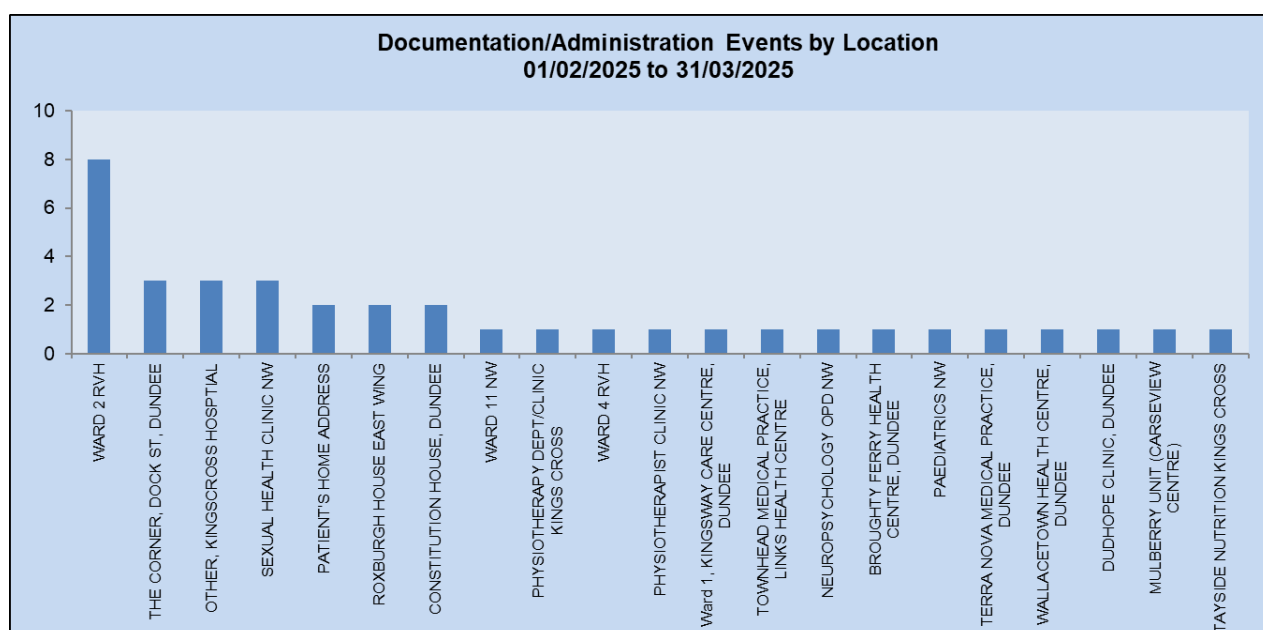 Documentation/Administration Events by Location
01/02/2025 to 31/03/2025
10
8
6
4
2
0
WARD 2 RVH
THE CORNER, DOCK ST, DUNDEE
OTHER, KINGSCROSS HOSPTIAL
SEXUAL HEALTH CLINIC NW
PATIENT'S HOME ADDRESS
ROXBURGH HOUSE EAST WING
CONSTITUTION HOUSE, DUNDEE
WARD 11 NW
PHYSIOTHERAPY DEPT/CLINIC
KINGS CROSS
WARD 4 RVH
PHYSIOTHERAPIST CLINIC NW
Ward 1, KINGSWAY CARE CENTRE,
DUNDEE
TOWNHEAD MEDICAL PRACTICE,
LINKS HEALTH CENTRE
NEUROPSYCHOLOGY OPD NW
BROUGHTY FERRY HEALTH
CENTRE, DUNDEE
PAEDIATRICS NW
TERRA NOVA MEDICAL PRACTICE,
DUNDEE
WALLACETOWN HEALTH CENTRE,
DUNDEE
DUDHOPE CLINIC, DUNDEE
MULBERRY UNIT (CARSEVIEW
CENTRE)
TAYSIDE NUTRITION KINGS CROSS